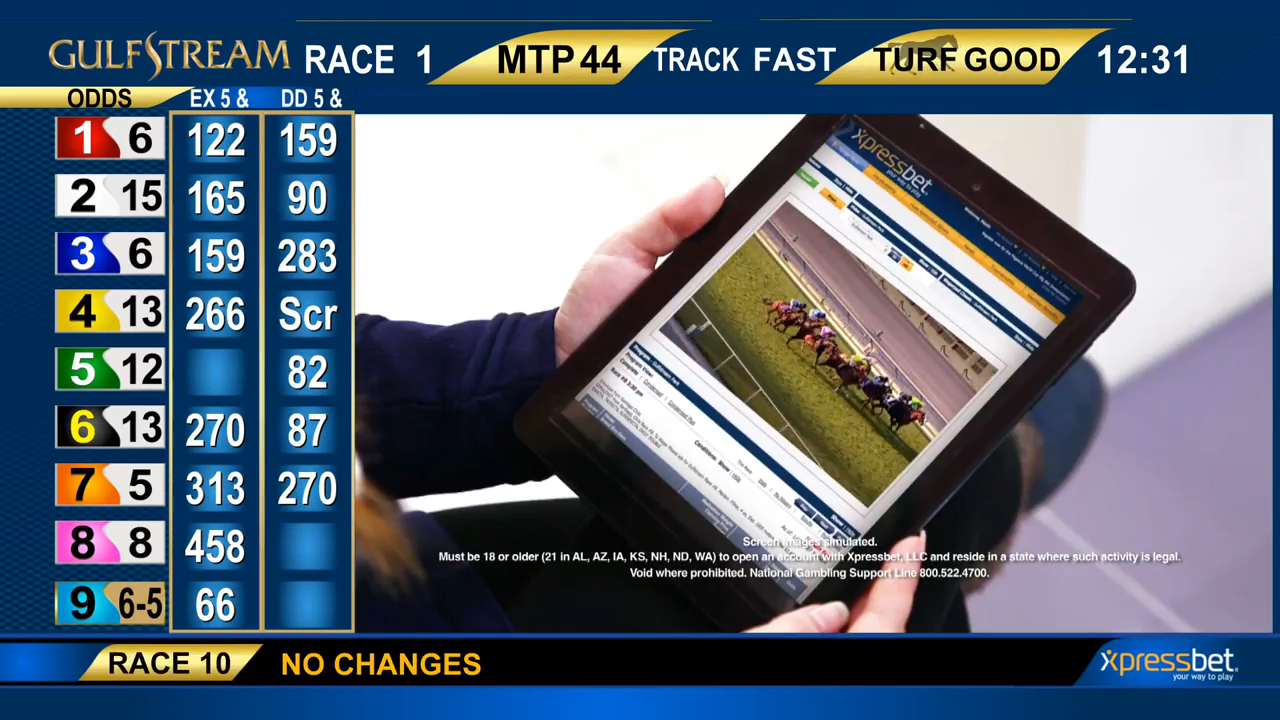 GULFSTREAM RACE 1 MTP 44 TRACK FAST TURF GOOD 12:31
ODDS EX 5 & DD 5 &
1 6 122 159
2 15 165 90
3 6 159 283
4 13 266 Scr
5 12 82
6 13 270 87
7 5 313 270
8 8 458
9 6-5 66
xpressbet
your way to play
Screen images simulated.
Must be 18 or older (21 in AL, AZ, IA, KS, NH, ND, WA) to open an account with Xpressbet, LLC and reside in a state where such activity is legal.
Void where prohibited. National Gambling Support Line 800.522.4700.
RACE 10 NO CHANGES
xpressbet.
your way to play